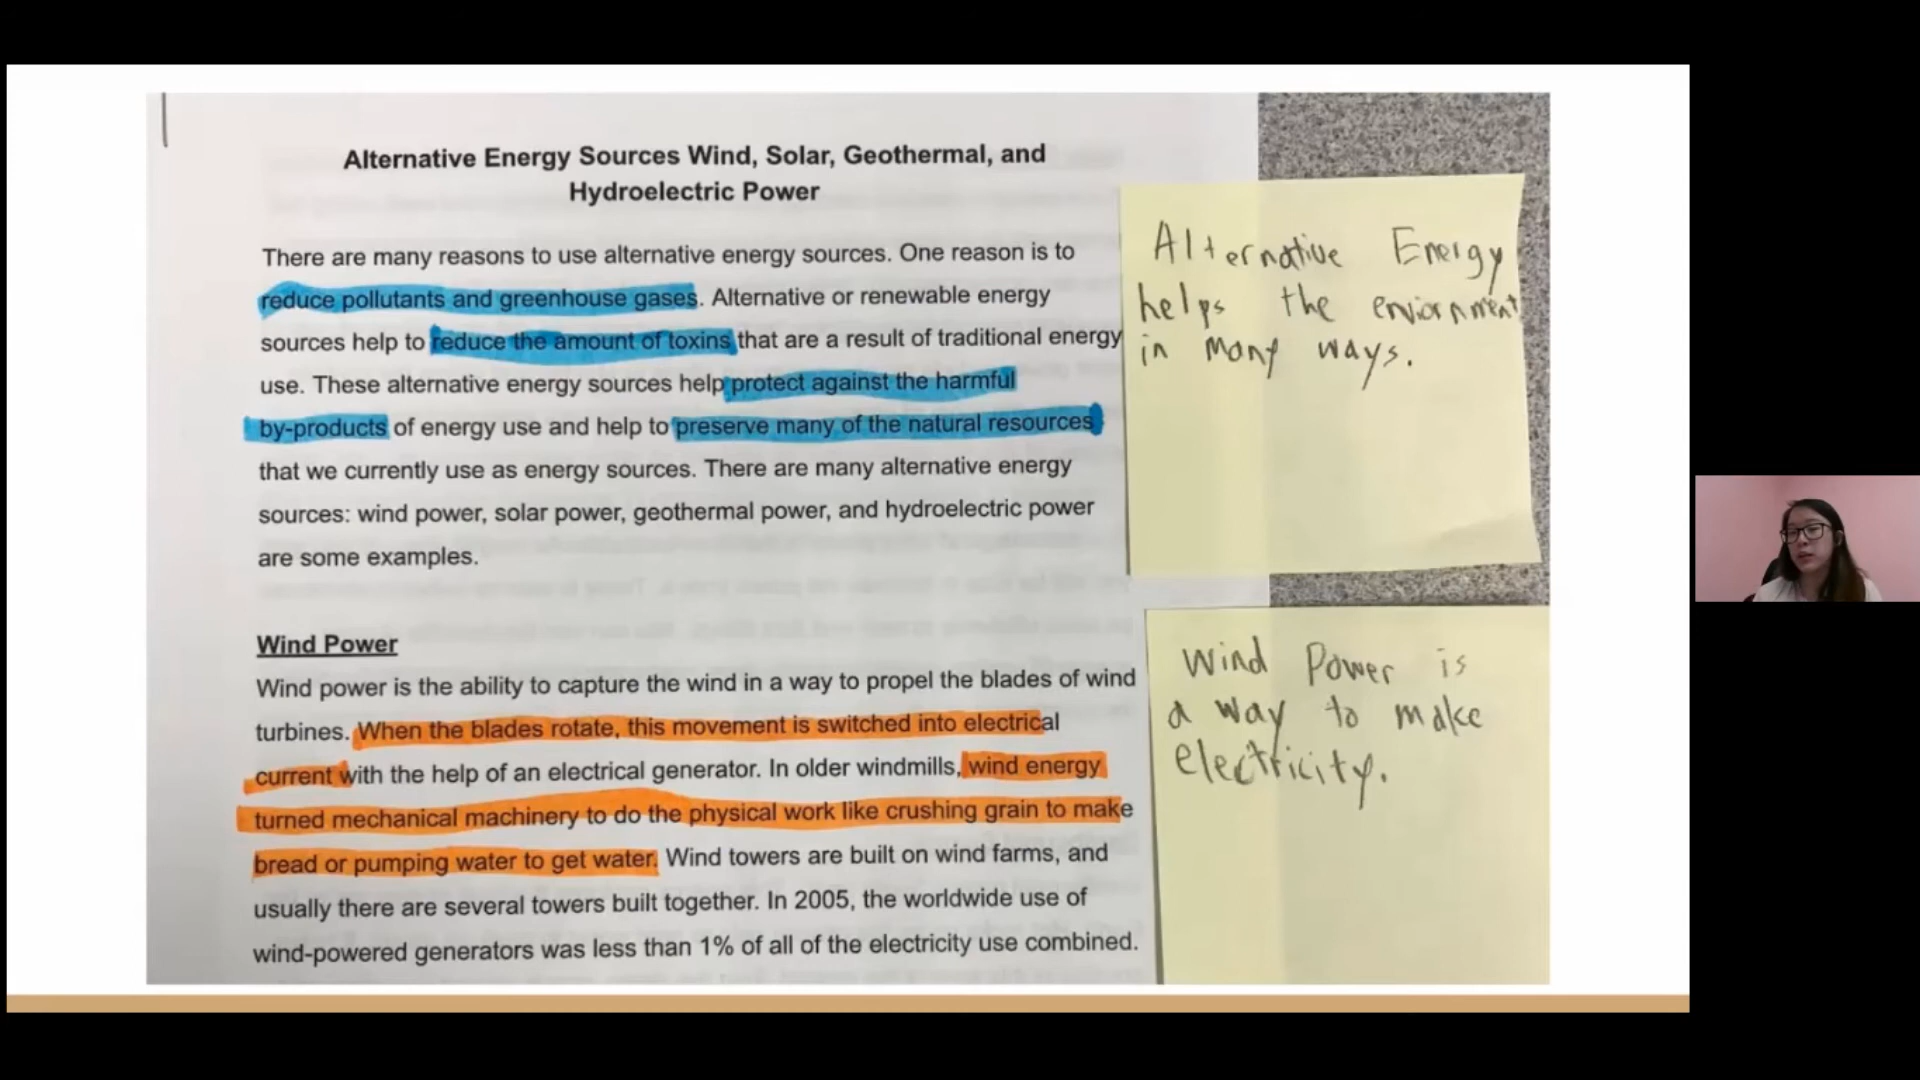 Alternative Energy Sources Wind, Solar, Geothermal, and
Hydroelectric Power
There are many reasons to use alternative energy sources. One reason is to
reduce pollutants and greenhouse gases. Alternative or renewable energy
sources help to reduce the amount of toxins that are a result of traditional energy
use. These alternative energy sources help protect against the harmful
by-products of energy use and help to preserve many of the natural resources
that we currently use as energy sources. There are many alternative energy
sources: wind power, solar power, geothermal power, and hydroelectric power
are some examples.
Wind Power
Wind power is the ability to capture the wind in a way to propel the blades of wind
turbines. When the blades rotate, this movement is switched into electrical
current with the help of an electrical generator. In older windmills, wind energy
turned mechanical machinery to do the physical work like crushing grain to make
bread or pumping water to get water. Wind towers are built on wind farms, and
usually there are several towers built together. In 2005, the worldwide use of
wind-powered generators was less than 1% of all of the electricity use combined.
Alternative Energy
helps the enviornment
in many ways.
Wind Power is
a way to make
electricity.